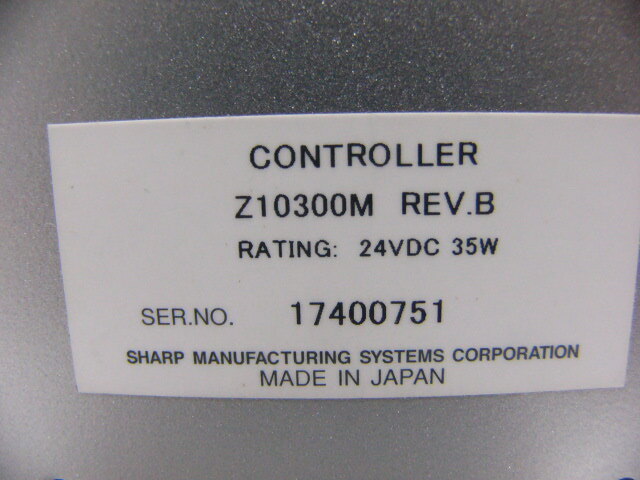 CONTROLLER
Z10300M REV.B
RATING: 24VDC 35W
SER.NO. 17400751
SHARP MANUFACTURING SYSTEMS CORPORATION
MADE IN JAPAN